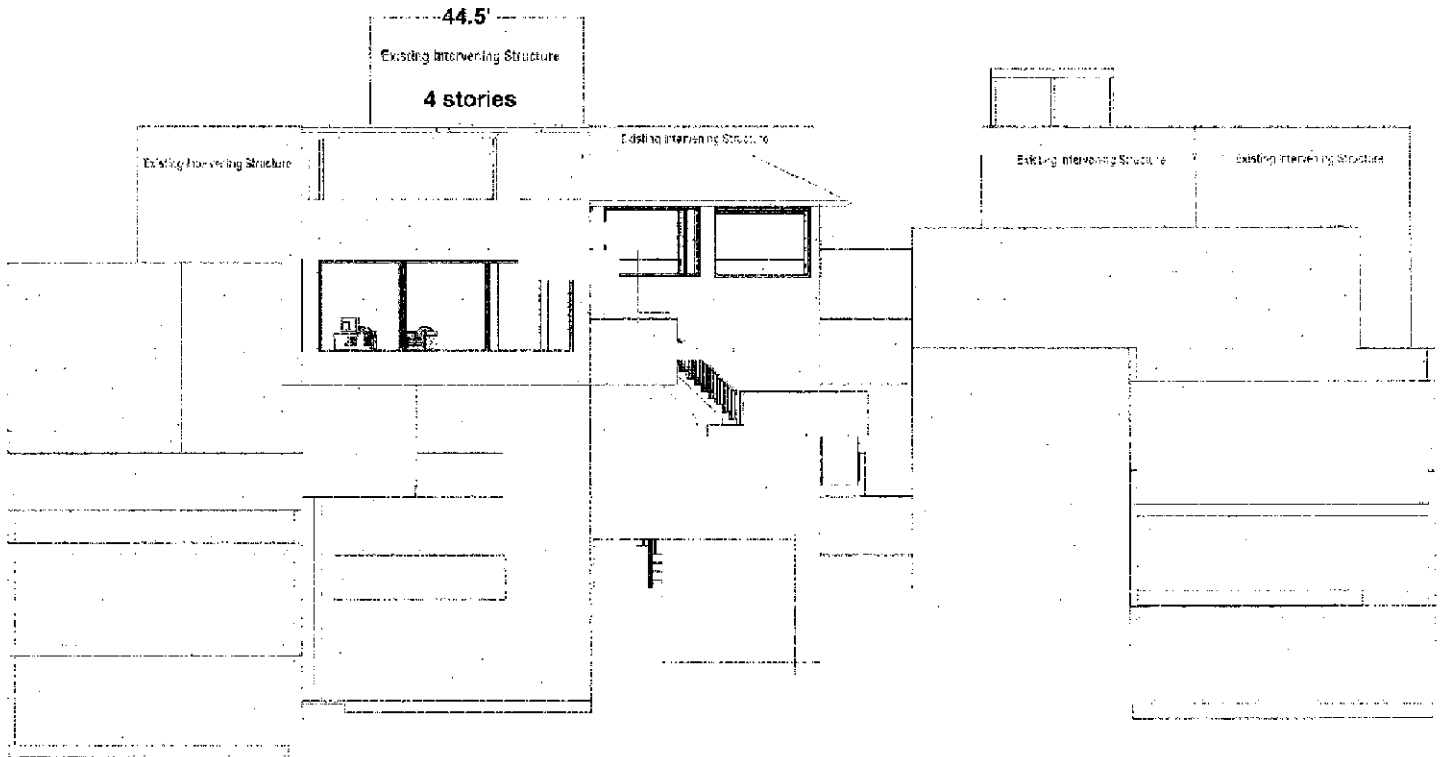 44.5'
Existing Intervening Structure
4 stories
Existing Intervening Structure
Existing Intervening Structure
Existing Intervening Structure
Existing Intervening Structure